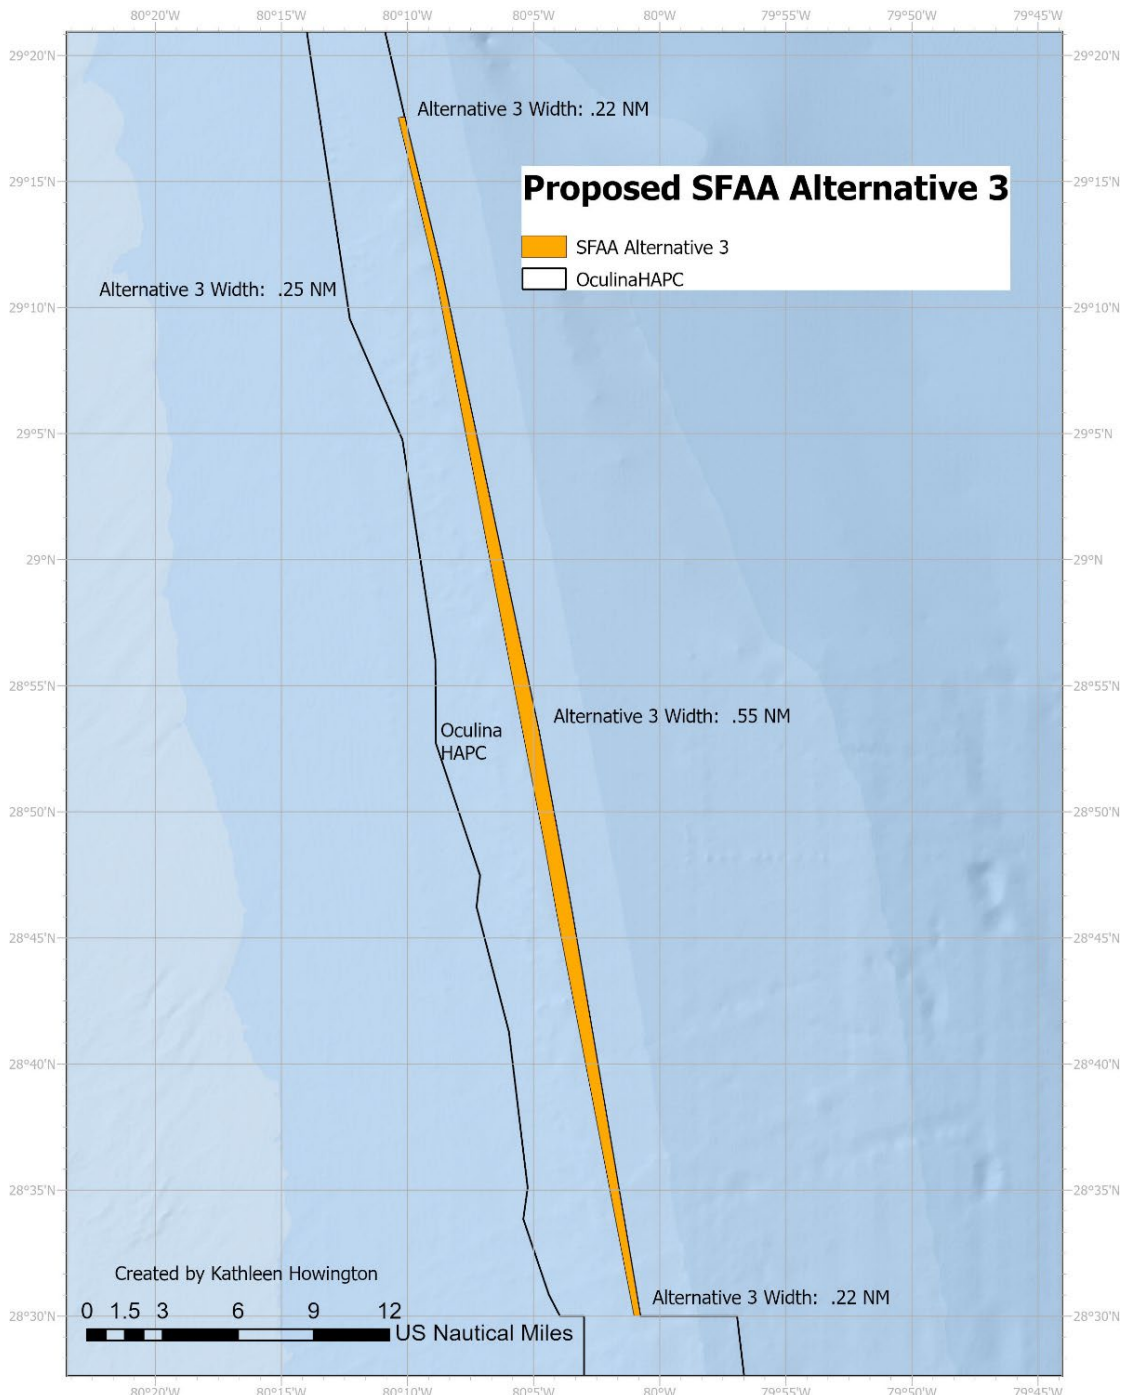 80°20'W 80°15'W 80°10'W 80°5'W 80°W 79°55'W 79°50'W 79°45'W
29°20'N 29°20'N
Alternative 3 Width: .22 NM
Proposed SFAA Alternative 3
29°15'N 29°15'N
SFAA Alternative 3
OculinaHAPC
Alternative 3 Width: .25 NM
29°10'N 29°10'N
29°5'N 29°5'N
29°N 29°N
28°55'N 28°55'N
Alternative 3 Width: .55 NM
Oculina
HAPC
28°50'N 28°50'N
28°45'N 28°45'N
28°40'N 28°40'N
28°35'N 28°35'N
Created by Kathleen Howington
Alternative 3 Width: .22 NM
0 1.5 3 6 9 12
28°30'N 28°30'N
US Nautical Miles
80°20'W 80°15'W 80°10'W 80°5'W 80°W 79°55'W 79°50'W 79°45'W